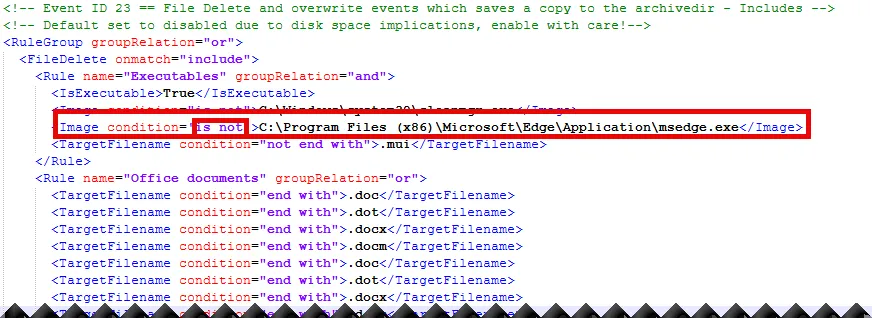 <!-- Event ID 23 == File Delete and overwrite events which saves a copy to the archivedir - Includes -->
<!-- Default set to disabled due to disk space implications, enable with care!-->
<RuleGroup groupRelation="or">
<FileDelete onmatch="include">
<Rule name="Executables" groupRelation="and">
<IsExecutable>True</IsExecutable>
<Image condition="is not">C:\Windows\system32\cleanmgr.exe</Image>
<Image condition="is not">C:\Program Files (x86)\Microsoft\Edge\Application\msedge.exe</Image>
<TargetFilename condition="not end with">.mui</TargetFilename>
</Rule>
<Rule name="Office documents" groupRelation="or">
<TargetFilename condition="end with">.doc</TargetFilename>
<TargetFilename condition="end with">.dot</TargetFilename>
<TargetFilename condition="end with">.docx</TargetFilename>
<TargetFilename condition="end with">.docm</TargetFilename>
<TargetFilename condition="end with">.doc</TargetFilename>
<TargetFilename condition="end with">.dot</TargetFilename>
<TargetFilename condition="end with">.docx</TargetFilename>